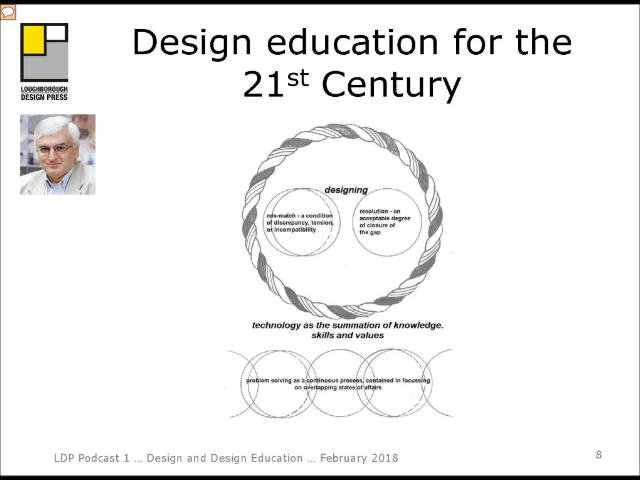 Design education for the
21st Century
LOUGHBOROUGH
DESIGN PRESS
designing
mis-match - a condition
of discrepancy, tension,
or incompatibility
resolution - an
acceptable degree
of closure of
the gap
technology as the summation of knowledge.
skills and values
problem solving as a continuous process, contained in focussing
on overlapping states of affairs
LDP Podcast 1 … Design and Design Education … February 2018
8